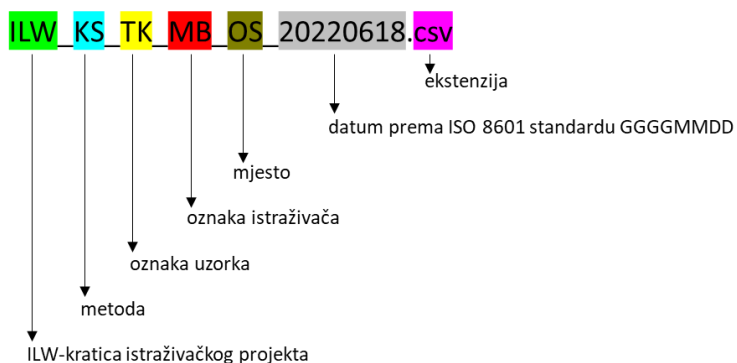 ILW_KS_TK_MB_OS_20220618.csv
ekstenzija
datum prema ISO 8601 standardu GGGGMMDD
mjesto
oznaka istraživača
oznaka uzorka
metoda
ILW-kratica istraživačkog projekta